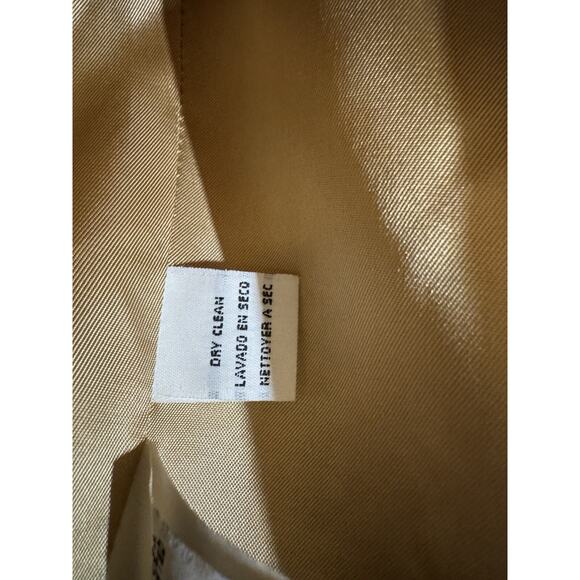 DRY CLEAN
LAVADO EN SECO
NETTOYER A SEC